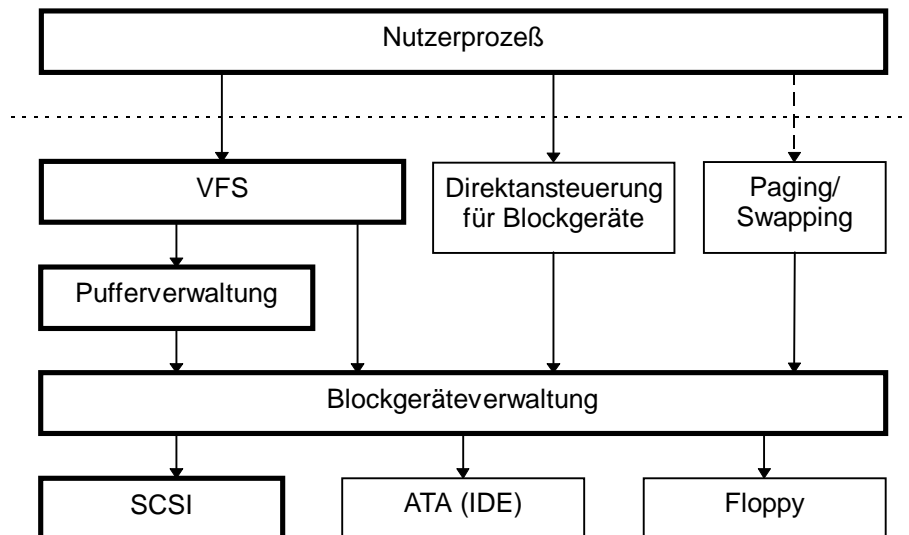 Nutzerprozeß
VFS
Direktansteuerung
für Blockgeräte
Paging/
Swapping
Pufferverwaltung
Blockgeräteverwaltung
SCSI
ATA (IDE)
Floppy